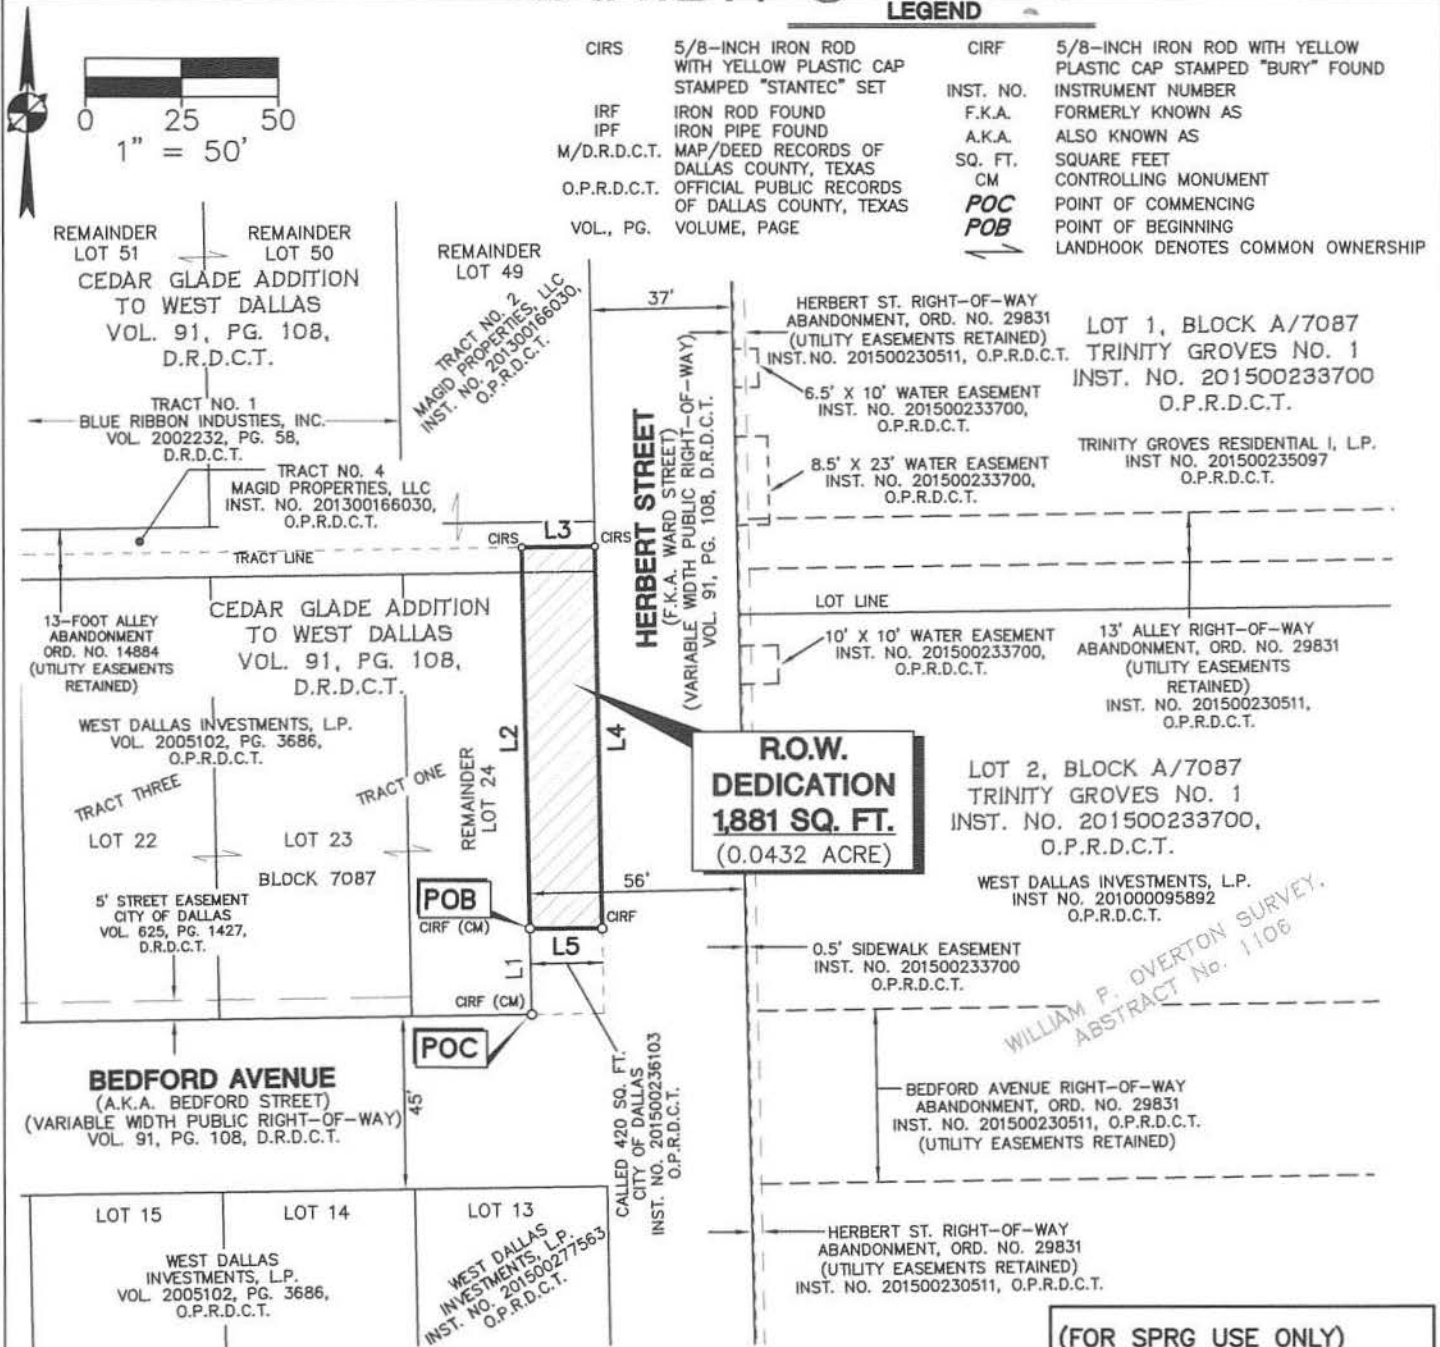 LEGEND
CIRS 5/8-INCH IRON ROD
WITH YELLOW PLASTIC CAP
STAMPED "STANTEC" SET
IRF IRON ROD FOUND
IPF IRON PIPE FOUND
M/D.R.D.C.T. MAP/DEED RECORDS OF
DALLAS COUNTY, TEXAS
O.P.R.D.C.T. OFFICIAL PUBLIC RECORDS
OF DALLAS COUNTY, TEXAS
VOL., PG. VOLUME, PAGE
CIRF 5/8-INCH IRON ROD WITH YELLOW
PLASTIC CAP STAMPED "BURY" FOUND
INST. NO. INSTRUMENT NUMBER
F.K.A. FORMERLY KNOWN AS
A.K.A. ALSO KNOWN AS
SQ. FT. SQUARE FEET
CM CONTROLLING MONUMENT
POC POINT OF COMMENCING
POB POINT OF BEGINNING
LANDHOOK DENOTES COMMON OWNERSHIP
0 25 50
1" = 50'
REMAINDER
LOT 51
REMAINDER
LOT 50
CEDAR GLADE ADDITION
TO WEST DALLAS
VOL. 91, PG. 108,
D.R.D.C.T.
REMAINDER
LOT 49
TRACT NO. 2
MAGID PROPERTIES, LLC
INST. NO. 201300166030,
O.P.R.D.C.T.
TRACT NO. 1
BLUE RIBBON INDUSTIES, INC.
VOL. 2002232, PG. 58,
D.R.D.C.T.
TRACT NO. 4
MAGID PROPERTIES, LLC
INST. NO. 201300166030,
O.P.R.D.C.T.
37'
HERBERT STREET
(F.K.A. WARD STREET)
(VARIABLE WIDTH PUBLIC RIGHT-OF-WAY)
VOL. 91, PG. 108, D.R.D.C.T.
HERBERT ST. RIGHT-OF-WAY
ABANDONMENT, ORD. NO. 29831
(UTILITY EASEMENTS RETAINED)
INST.NO. 201500230511, O.P.R.D.C.T.
LOT 1, BLOCK A/7087
TRINITY GROVES NO. 1
INST. NO. 201500233700
O.P.R.D.C.T.
6.5' X 10' WATER EASEMENT
INST. NO. 201500233700,
O.P.R.D.C.T.
8.5' X 23' WATER EASEMENT
INST. NO. 201500233700,
O.P.R.D.C.T.
TRINITY GROVES RESIDENTIAL I, L.P.
INST NO. 201500235097
O.P.R.D.C.T.
CIRS
L3
CIRS
TRACT LINE
LOT LINE
13-FOOT ALLEY
ABANDONMENT
ORD. NO. 14884
(UTILITY EASEMENTS
RETAINED)
CEDAR GLADE ADDITION
TO WEST DALLAS
VOL. 91, PG. 108,
D.R.D.C.T.
10' X 10' WATER EASEMENT
INST. NO. 201500233700,
O.P.R.D.C.T.
13' ALLEY RIGHT-OF-WAY
ABANDONMENT, ORD. NO. 29831
(UTILITY EASEMENTS
RETAINED)
INST. NO. 201500230511,
O.P.R.D.C.T.
WEST DALLAS INVESTMENTS, L.P.
VOL. 2005102, PG. 3686,
O.P.R.D.C.T.
TRACT THREE
TRACT ONE
L2
L4
REMAINDER
LOT 24
R.O.W.
DEDICATION
1,881 SQ. FT.
(0.0432 ACRE)
LOT 2, BLOCK A/7087
TRINITY GROVES NO. 1
INST. NO. 201500233700,
O.P.R.D.C.T.
LOT 22
LOT 23
BLOCK 7087
56'
WEST DALLAS INVESTMENTS, L.P.
INST NO. 201000095892
O.P.R.D.C.T.
5' STREET EASEMENT
CITY OF DALLAS
VOL. 625, PG. 1427,
D.R.D.C.T.
POB
CIRF (CM)
CIRF
L5
L1
0.5' SIDEWALK EASEMENT
INST. NO. 201500233700
O.P.R.D.C.T.
WILLIAM P. OVERTON SURVEY,
ABSTRACT No. 1106
CIRF (CM)
POC
BEDFORD AVENUE
(A.K.A. BEDFORD STREET)
(VARIABLE WIDTH PUBLIC RIGHT-OF-WAY)
VOL. 91, PG. 108, D.R.D.C.T.
45'
CALLED 420 SQ. FT.
CITY OF DALLAS
INST. NO. 201500236103
O.P.R.D.C.T.
BEDFORD AVENUE RIGHT-OF-WAY
ABANDONMENT, ORD. NO. 29831
INST. NO. 201500230511, O.P.R.D.C.T.
(UTILITY EASEMENTS RETAINED)
LOT 15
LOT 14
LOT 13
WEST DALLAS
INVESTMENTS, L.P.
VOL. 2005102, PG. 3686,
O.P.R.D.C.T.
WEST DALLAS
INVESTMENTS, L.P.
INST. NO. 201500277563
O.P.R.D.C.T.
HERBERT ST. RIGHT-OF-WAY
ABANDONMENT, ORD. NO. 29831
(UTILITY EASEMENTS RETAINED)
INST. NO. 201500230511, O.P.R.D.C.T.
(FOR SPRG USE ONLY)